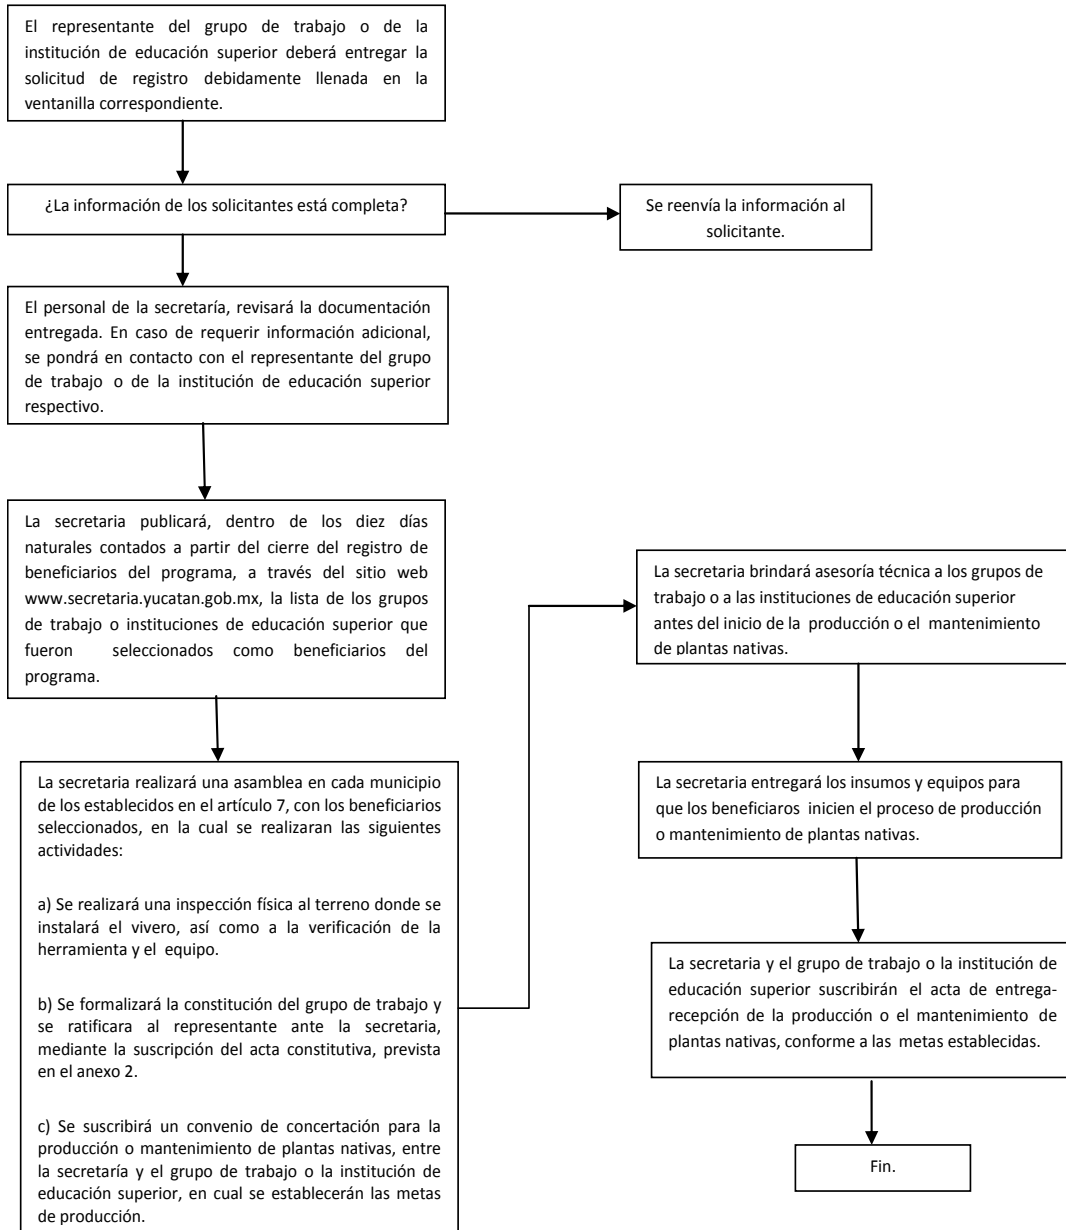 El representante del grupo de trabajo o de la
institución de educación superior deberá entregar la
solicitud de registro debidamente llenada en la
ventanilla correspondiente.
¿La información de los solicitantes está completa?
Se reenvía la información al
solicitante.
El personal de la secretaría, revisará la documentación
entregada. En caso de requerir información adicional,
se pondrá en contacto con el representante del grupo
de trabajo o de la institución de educación superior
respectivo.
La secretaria publicará, dentro de los diez días
naturales contados a partir del cierre del registro de
beneficiarios del programa, a través del sitio web
www.secretaria.yucatan.gob.mx, la lista de los grupos
de trabajo o instituciones de educación superior que
fueron seleccionados como beneficiarios del
programa.
La secretaria realizará una asamblea en cada municipio
de los establecidos en el artículo 7, con los beneficiarios
seleccionados, en la cual se realizaran las siguientes
actividades:
a) Se realizará una inspección física al terreno donde se
instalará el vivero, así como a la verificación de la
herramienta y el equipo.
b) Se formalizará la constitución del grupo de trabajo y
se ratificara al representante ante la secretaria,
mediante la suscripción del acta constitutiva, prevista
en el anexo 2.
c) Se suscribirá un convenio de concertación para la
producción o mantenimiento de plantas nativas, entre
la secretaría y el grupo de trabajo o la institución de
educación superior, en cual se establecerán las metas
de producción.
La secretaria brindará asesoría técnica a los grupos de
trabajo o a las instituciones de educación superior
antes del inicio de la producción o el mantenimiento
de plantas nativas.
La secretaria entregará los insumos y equipos para
que los beneficiaros inicien el proceso de producción
o mantenimiento de plantas nativas.
La secretaria y el grupo de trabajo o la institución de
educación superior suscribirán el acta de entrega-
recepción de la producción o el mantenimiento de
plantas nativas, conforme a las metas establecidas.
Fin.